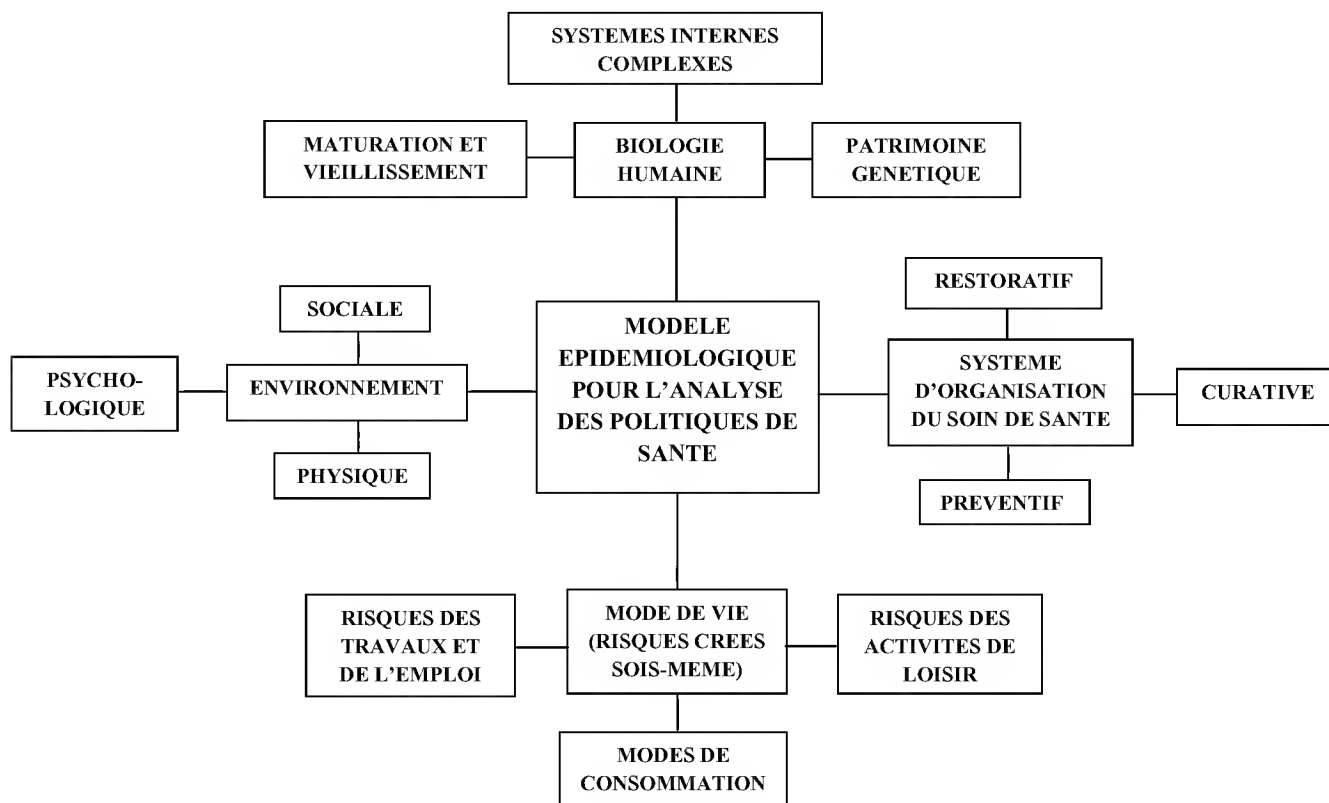 SYSTEMES INTERNES
COMPLEXES
MATURATION ET
VIEILLISSEMENT
BIOLOGIE
HUMAINE
PATRIMOINE
GENETIQUE
SOCIALE
PSYCHO-
LOGIQUE
ENVIRONNEMENT
PHYSIQUE
MODELE
EPIDEMIOLOGIQUE
POUR L'ANALYSE
DES POLITIQUES DE
SANTE
RESTORATIF
SYSTEME
D'ORGANISATION
DU SOIN DE SANTE
CURATIVE
PREVENTIF
RISQUES DES
TRAVAUX ET
DE L'EMPLOI
MODE DE VIE
(RISQUES CREES
SOIS-MEME)
RISQUES DES
ACTIVITES DE
LOISIR
MODES DE
CONSOMMATION